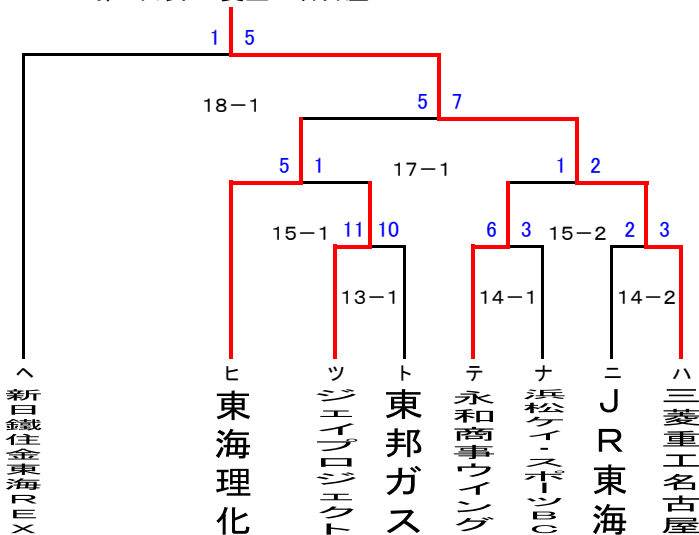 1 5
18－1
5 7
5 1
17－1
1 2
15－1
11 10
6 3
15－2
2 3
13－1
14－1
14－2
ヘ
ヒ
ツ
ト
テ
ナ
ニ
ハ
新日鐵住金東海REX
東海理化
ジェイプロジェクト
東邦ガス
永和商事ウイング
浜松ケイ・スポーツBC
JR東海
三菱重工名古屋